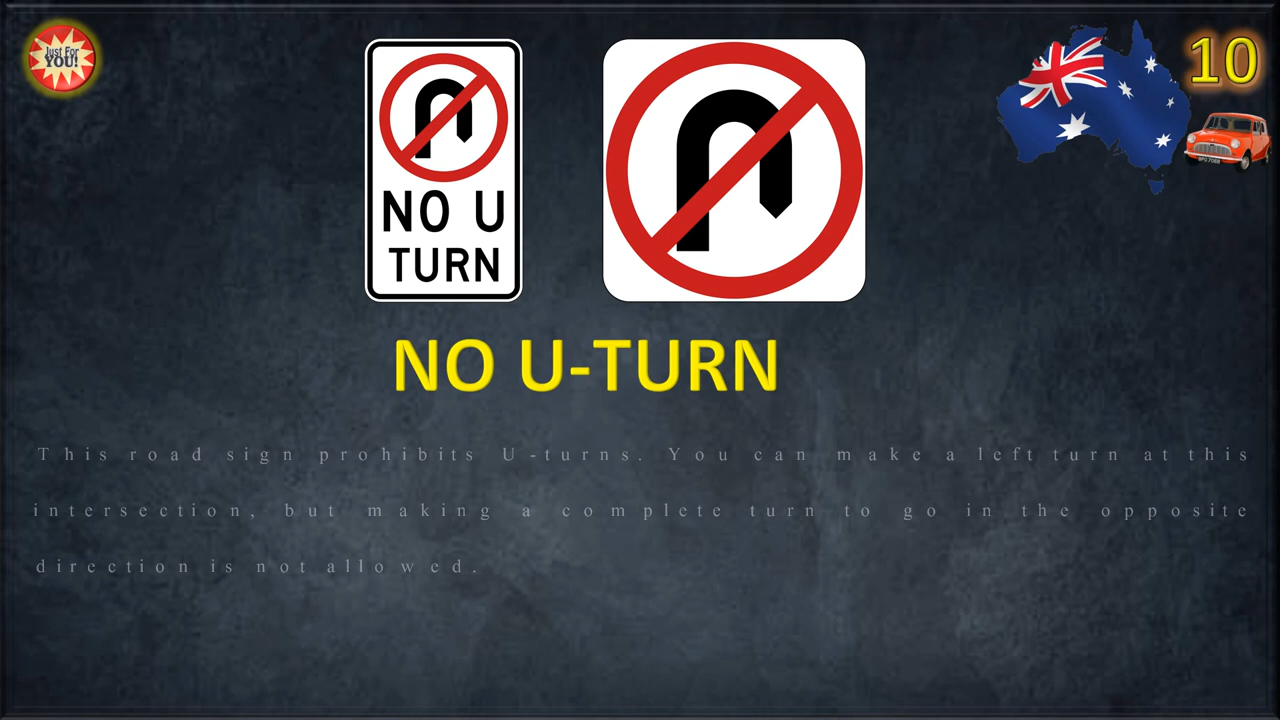 Just For
YOU!
10
NO U
TURN
NO U-TURN
This road sign prohibits U-turns. You can make a left turn at this
intersection, but making a complete turn to go in the opposite
direction is not allowed.